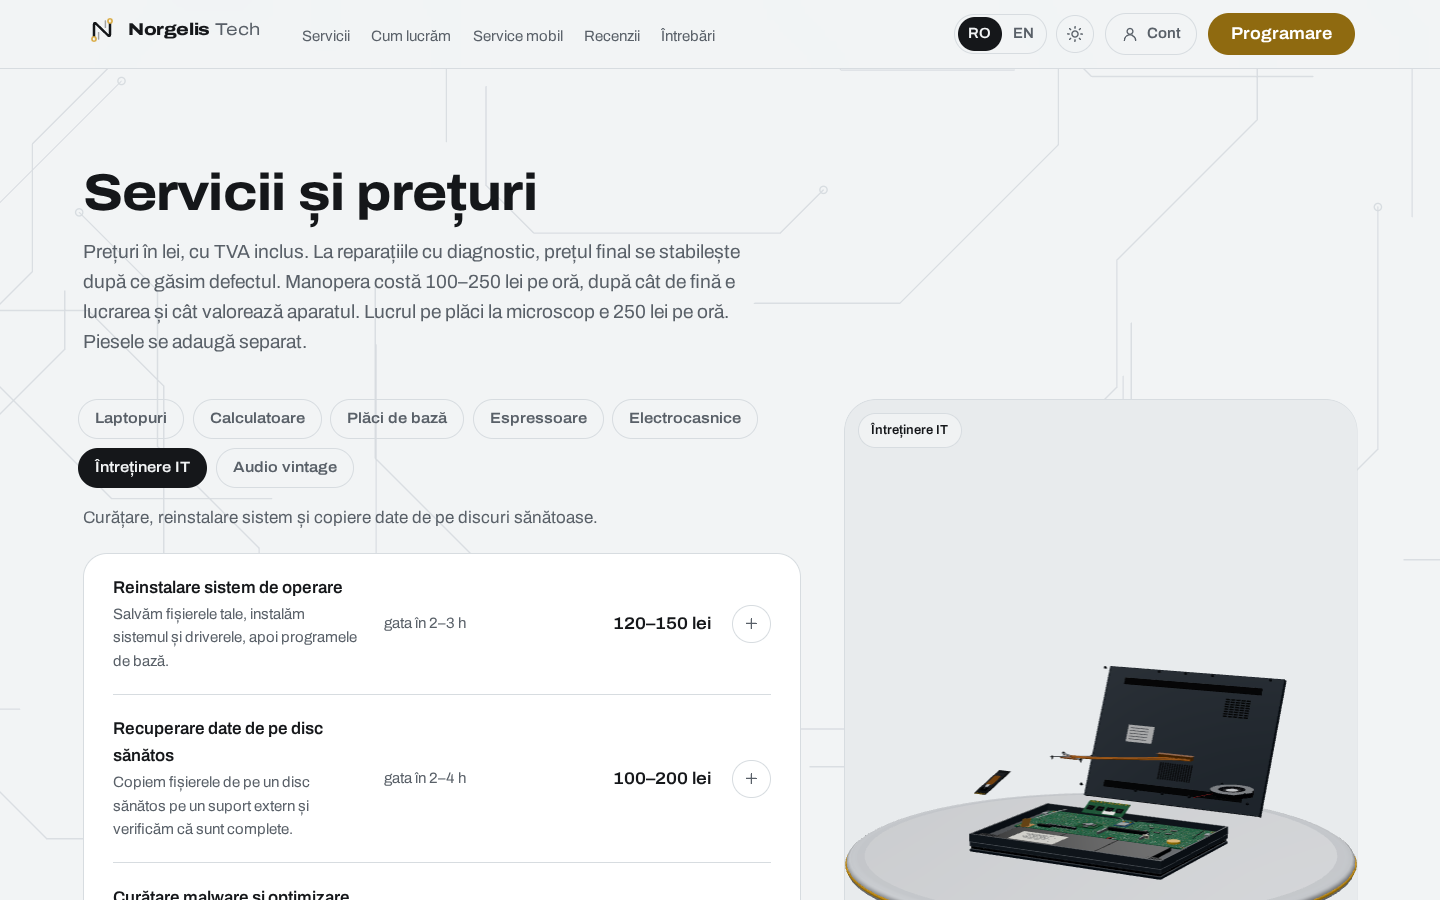 Norgelis Tech
Servicii
Cum lucrăm
Service mobil
Recenzii
Întrebări
RO
EN
Cont
Programare
Servicii și prețuri
Prețuri în lei, cu TVA inclus. La reparațiile cu diagnostic, prețul final se stabilește
după ce găsim defectul. Manopera costă 100–250 lei pe oră, după cât de fină e
lucrarea și cât valorează aparatul. Lucrul pe plăci la microscop e 250 lei pe oră.
Piesele se adaugă separat.
Laptopuri
Calculatoare
Plăci de bază
Espressoare
Electrocasnice
Întreținere IT
Audio vintage
Curățare, reinstalare sistem și copiere date de pe discuri sănătoase.
Reinstalare sistem de operare
Salvăm fișierele tale, instalăm
sistemul și driverele, apoi programele
de bază.
gata în 2–3 h
120–150 lei
Recuperare date de pe disc
sănătos
Copiem fișierele de pe un disc
sănătos pe un suport extern și
verificăm că sunt complete.
gata în 2–4 h
100–200 lei
Curățare malware și optimizare
Întreținere IT